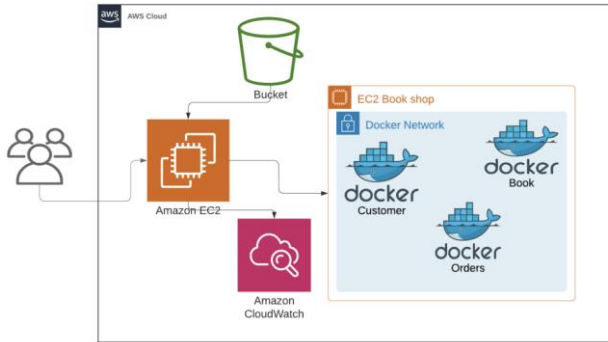 aws
AWS Cloud
Bucket
EC2 Book shop
Docker Network
docker
Customer
docker
Book
docker
Orders
Amazon EC2
Amazon
CloudWatch